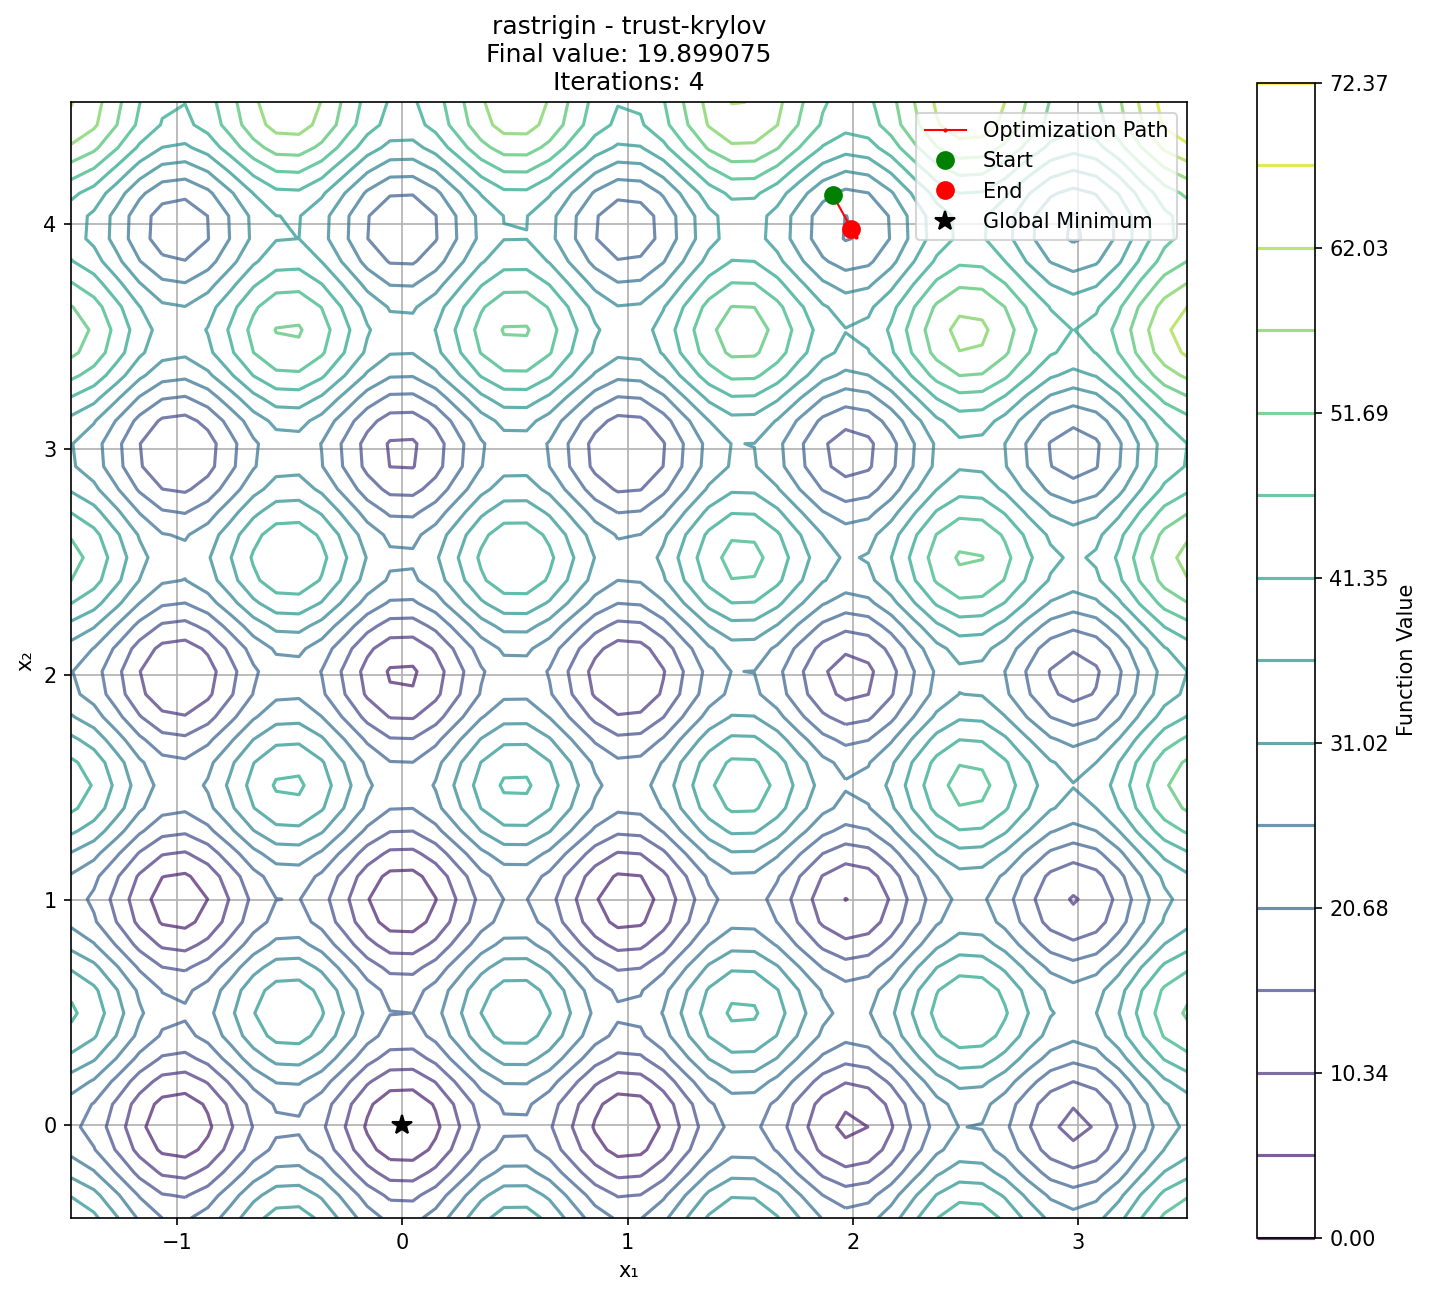 rastrigin - trust-krylov
Final value: 19.899075
Iterations: 4
Optimization Path
Start
End
Global Minimum
4
3
2
1
0
x₂
−1
0
1
2
3
x₁
72.37
62.03
51.69
41.35
31.02
20.68
10.34
0.00
Function Value